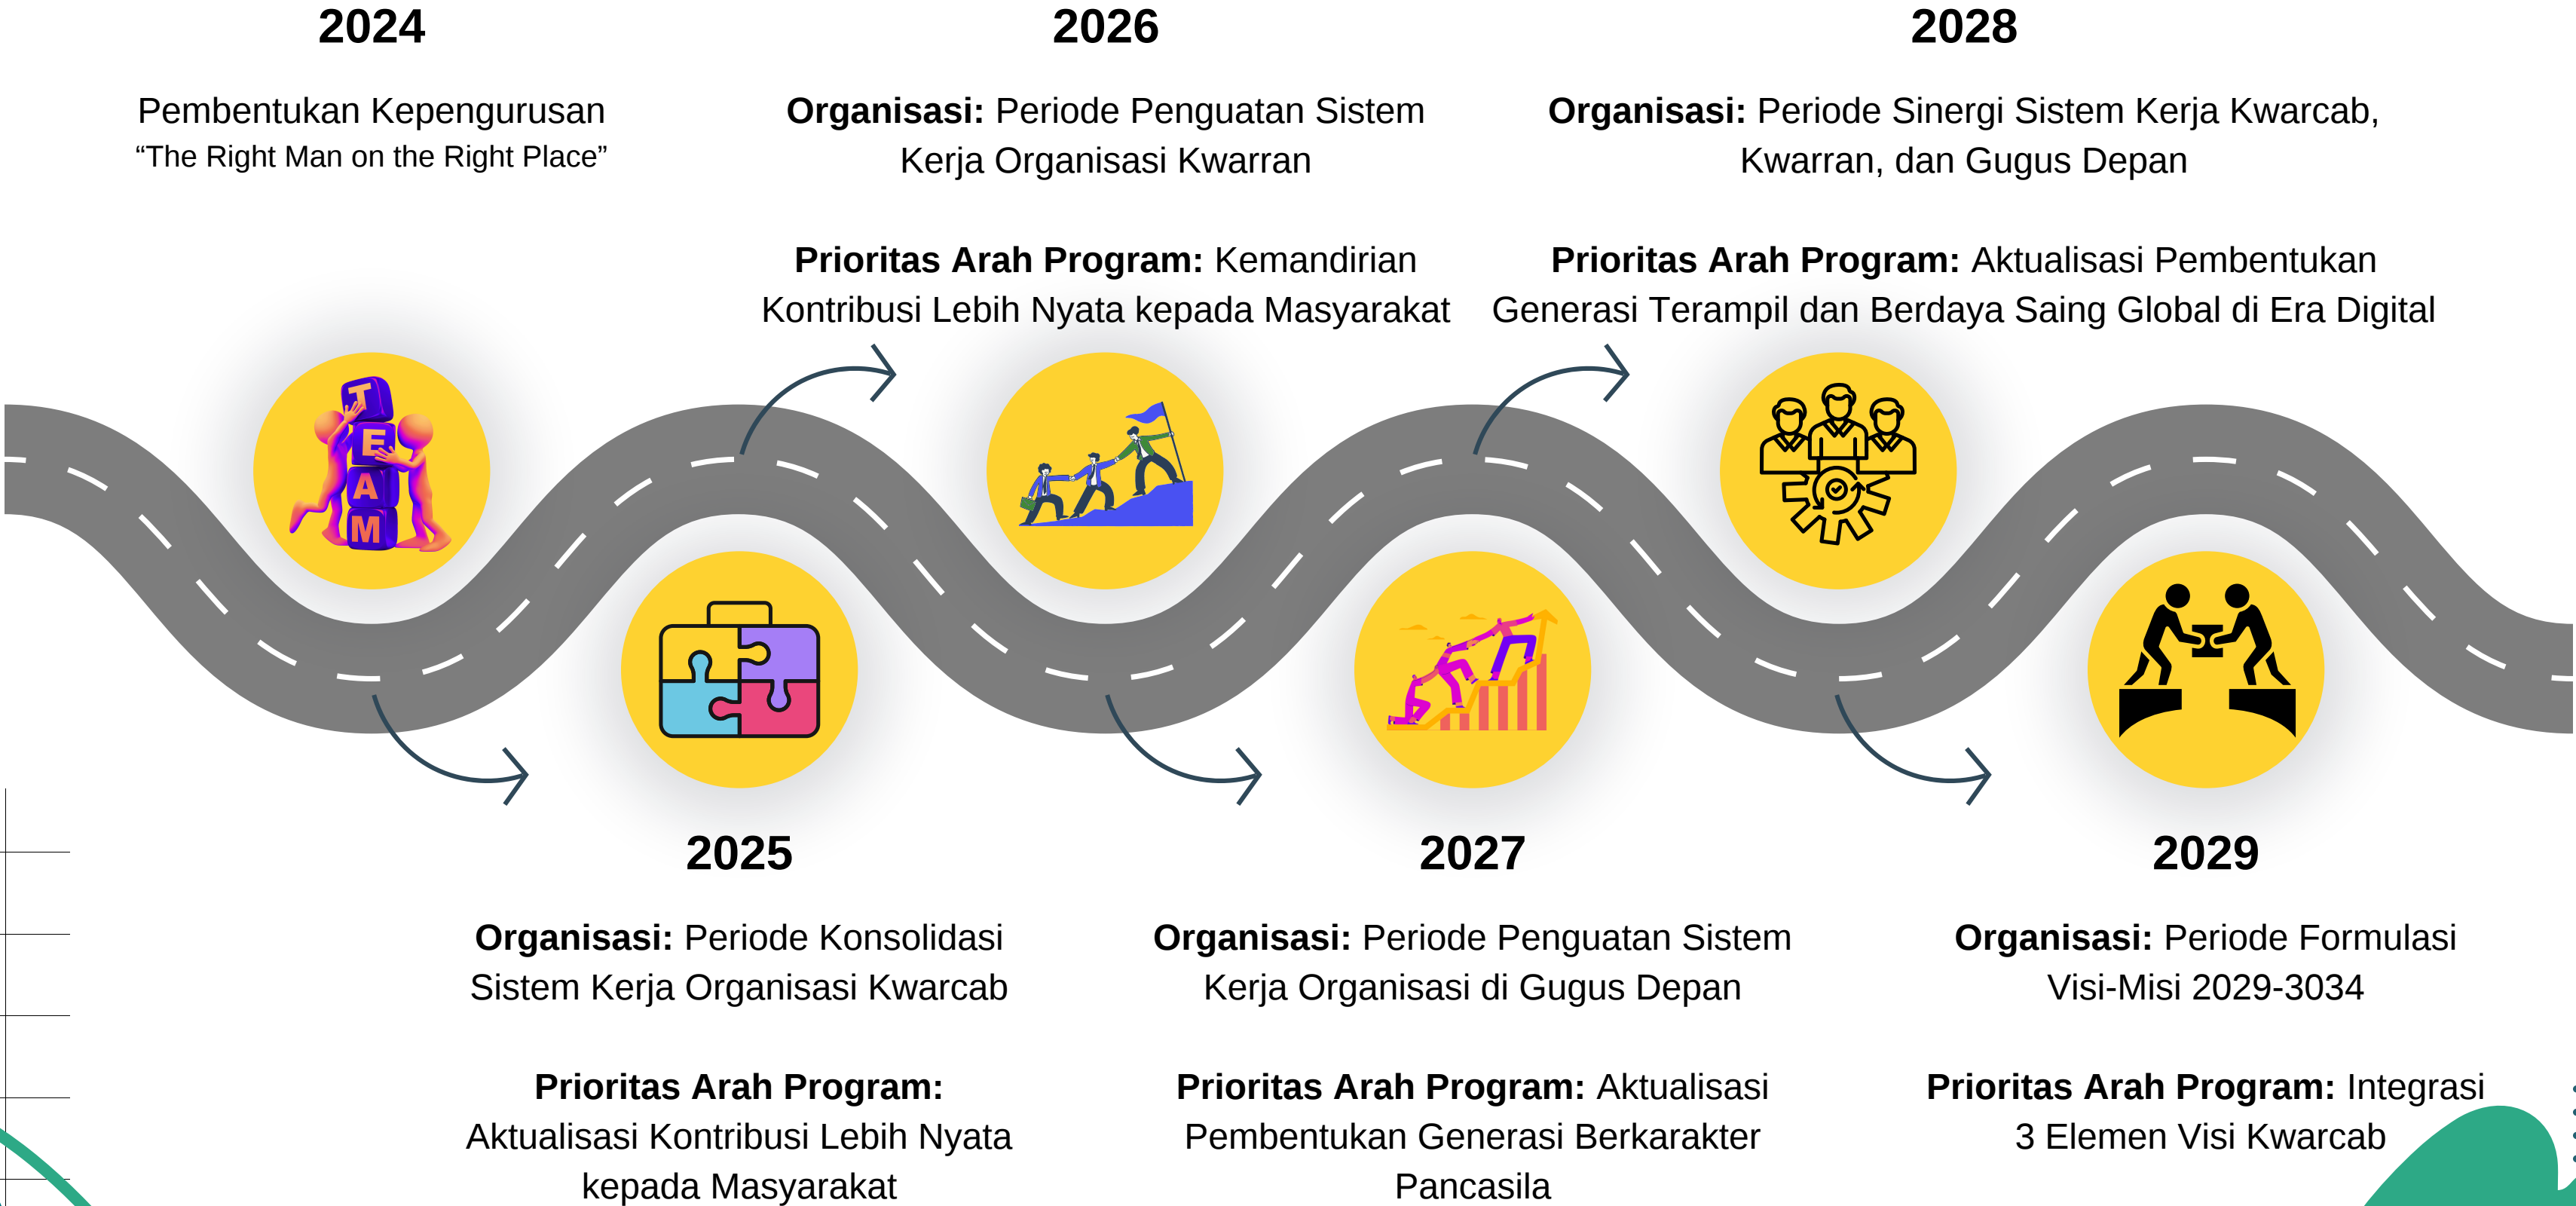 2024
Pembentukan Kepengurusan
“The Right Man on the Right Place”
2026
Organisasi: Periode Penguatan Sistem
Kerja Organisasi Kwarran
Prioritas Arah Program: Kemandirian
Kontribusi Lebih Nyata kepada Masyarakat
2028
Organisasi: Periode Sinergi Sistem Kerja Kwarcab,
Kwarran, dan Gugus Depan
Prioritas Arah Program: Aktualisasi Pembentukan
Generasi Terampil dan Berdaya Saing Global di Era Digital
T
E
A
M
2025
Organisasi: Periode Konsolidasi
Sistem Kerja Organisasi Kwarcab
Prioritas Arah Program:
Aktualisasi Kontribusi Lebih Nyata
kepada Masyarakat
2027
Organisasi: Periode Penguatan Sistem
Kerja Organisasi di Gugus Depan
Prioritas Arah Program: Aktualisasi
Pembentukan Generasi Berkarakter
Pancasila
2029
Organisasi: Periode Formulasi
Visi-Misi 2029-3034
Prioritas Arah Program: Integrasi
3 Elemen Visi Kwarcab